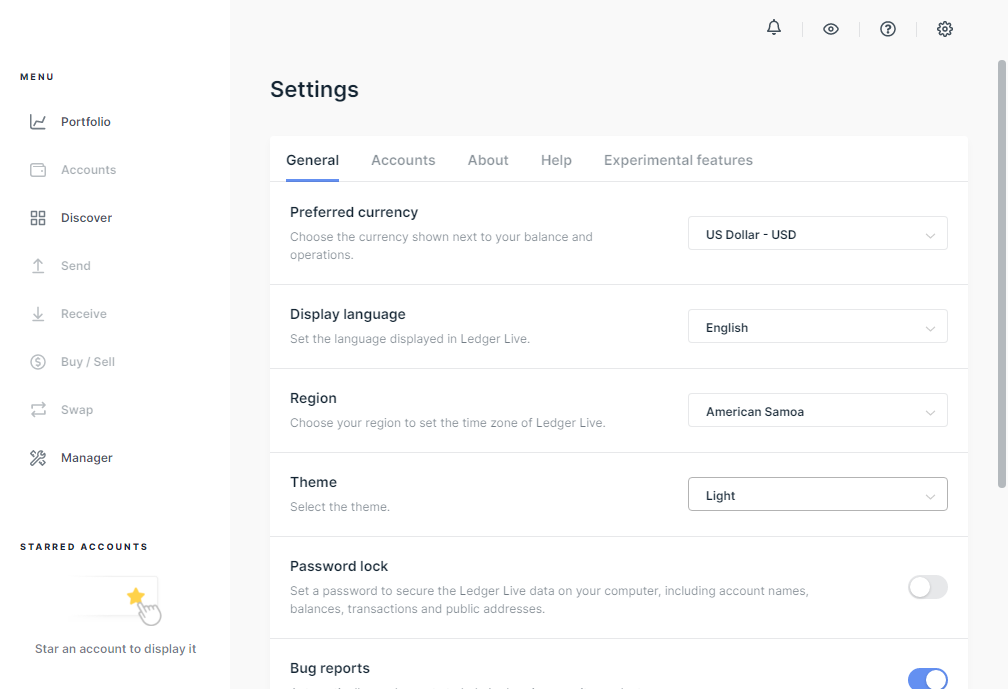 MENU
Portfolio
Accounts
Discover
Send
Receive
Buy / Sell
Swap
Manager
STARRED ACCOUNTS
Star an account to display it
Settings
General Accounts About Help Experimental features
Preferred currency
Choose the currency shown next to your balance and
operations.
US Dollar - USD
Display language
Set the language displayed in Ledger Live.
English
Region
Choose your region to set the time zone of Ledger Live.
American Samoa
Theme
Select the theme.
Light
Password lock
Set a password to secure the Ledger Live data on your computer, including account names,
balances, transactions and public addresses.
Bug reports